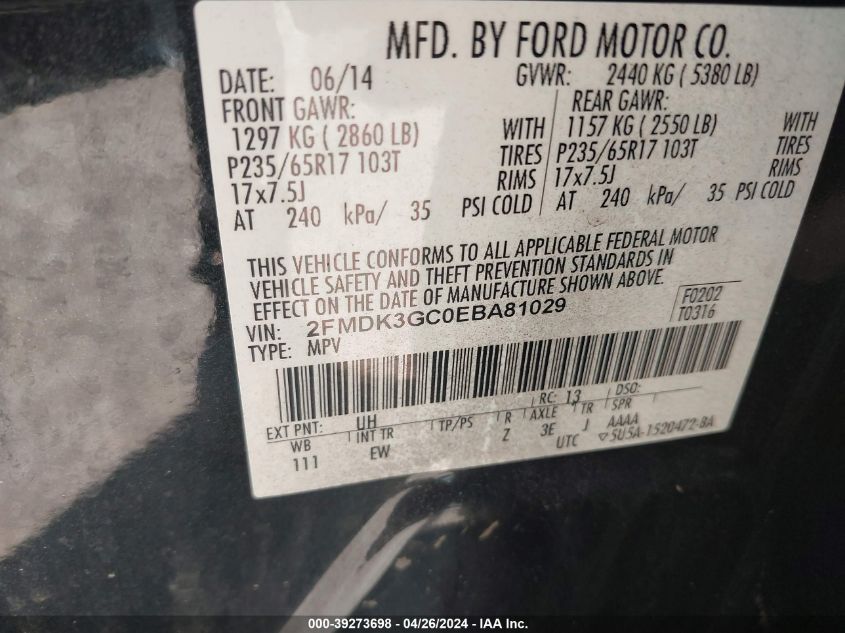 MFD. BY FORD MOTOR CO.
DATE: 06/14 GVWR: 2440 KG ( 5380 LB)
FRONT GAWR: REAR GAWR:
1297 KG ( 2860 LB) WITH 1157 KG ( 2550 LB) WITH
P235/65R17 103T TIRES P235/65R17 103T TIRES
17x7.5J RIMS 17x7.5J RIMS
AT 240 kPa/ 35 PSI COLD AT 240 kPa/ 35 PSI COLD
THIS VEHICLE CONFORMS TO ALL APPLICABLE FEDERAL MOTOR
VEHICLE SAFETY AND THEFT PREVENTION STANDARDS IN
EFFECT ON THE DATE OF MANUFACTURE SHOWN ABOVE.
VIN: 2FMDK3GC0EBA81029 F0202
TYPE: MPV T0316
EXT PNT: UH RC: 13 DSO:
WB INT TR TP/PS R AXLE TR SPR
111 EW Z 3E J AAAA
UTC ▽5U5A-1520472-BA
000-39273698 / 04/26/2024 - IAA Inc.